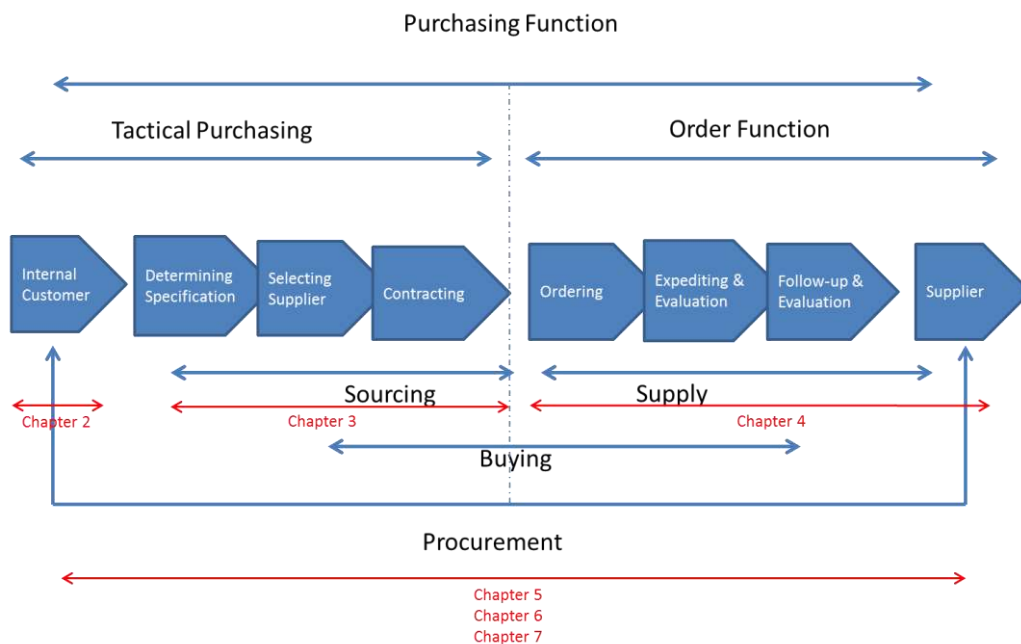 Purchasing Function
Tactical Purchasing
Order Function
Internal
Customer
Determining
Specification
Selecting
Supplier
Contracting
Ordering
Expediting &
Evaluation
Follow-up &
Evaluation
Supplier
Sourcing
Supply
Chapter 2
Chapter 3
Chapter 4
Buying
Procurement
Chapter 5
Chapter 6
Chapter 7